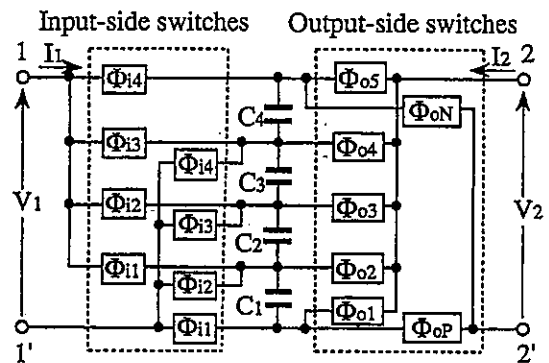 Input-side switches Output-side switches
1 I1 I2 2
Φi4 Φo5
C4 ΦoN
Φi3 Φi4 Φo4
C3
V1 Φi2 Φi3 Φo3 V2
C2
Φi1 Φi2 Φo2
C1 Φo1
1' Φi1 ΦoP 2'